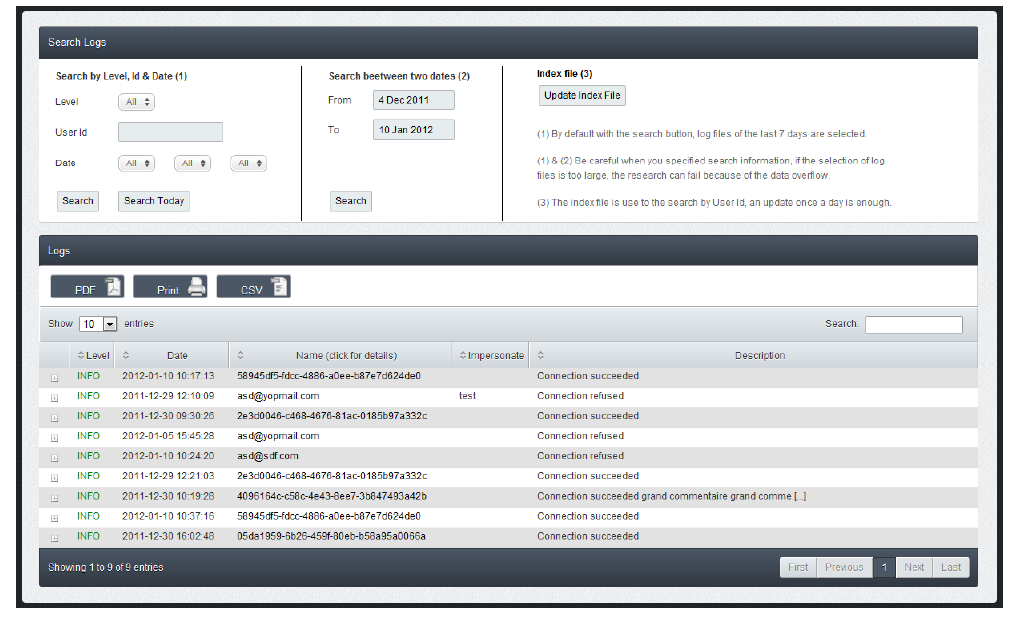 Search Logs
Search by Level, Id & Date (1)
Level All
User Id
Date All All All
Search Search Today
Search beetween two dates (2)
From 4 Dec 2011
To 10 Jan 2012
Search
Index file (3)
Update Index File
(1) By default with the search button, log files of the last 7 days are selected.
(1) & (2) Be careful when you specified search information, if the selection of log
files is too large, the research can fail because of the data overflow.
(3) The index file is use to the search by User Id, an update once a day is enough.
Logs
PDF Print CSV
Show 10 entries Search:
Level Date Name (click for details) Impersonate Description
INFO 2012-01-10 10:17:13 58945df5-fdcc-4886-a0ee-b87e7d624de0 Connection succeeded
INFO 2011-12-29 12:10:09 asd@yopmail.com test Connection refused
INFO 2011-12-30 09:30:26 2e3d0046-c468-4676-81ac-0185b97a332c Connection succeeded
INFO 2012-01-05 15:45:28 asd@yopmail.com Connection refused
INFO 2012-01-10 10:24:20 asd@sdf.com Connection refused
INFO 2011-12-29 12:21:03 2e3d0046-c468-4676-81ac-0185b97a332c Connection succeeded
INFO 2011-12-30 10:19:28 4096164c-c58c-4e43-8ee7-3b847493a42b Connection succeeded grand commentaire grand comme [...]
INFO 2012-01-10 10:37:16 58945df5-fdcc-4886-a0ee-b87e7d624de0 Connection succeeded
INFO 2011-12-30 16:02:48 05da1959-6b26-459f-80eb-b58a95a0066a Connection succeeded
Showing 1 to 9 of 9 entries First Previous 1 Next Last